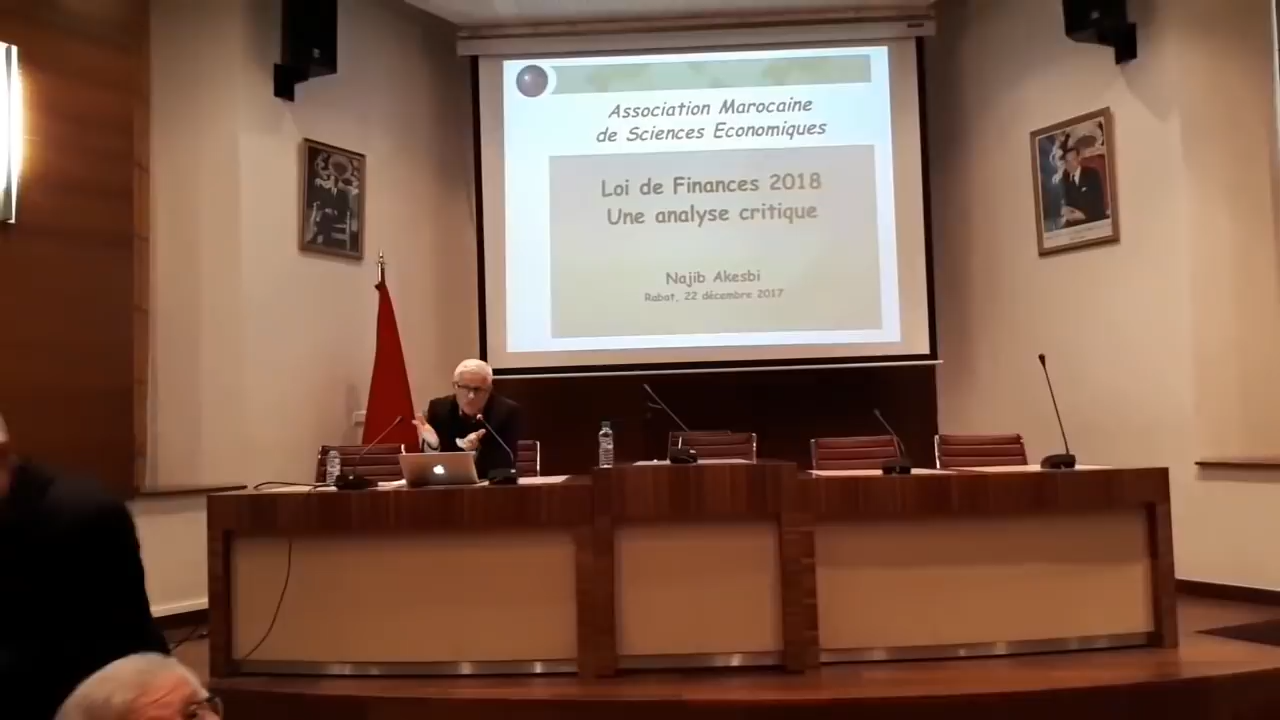 Association Marocaine
de Sciences Economiques
Loi de Finances 2018
Une analyse critique
Najib Akesbi
Rabat, 22 décembre 2017